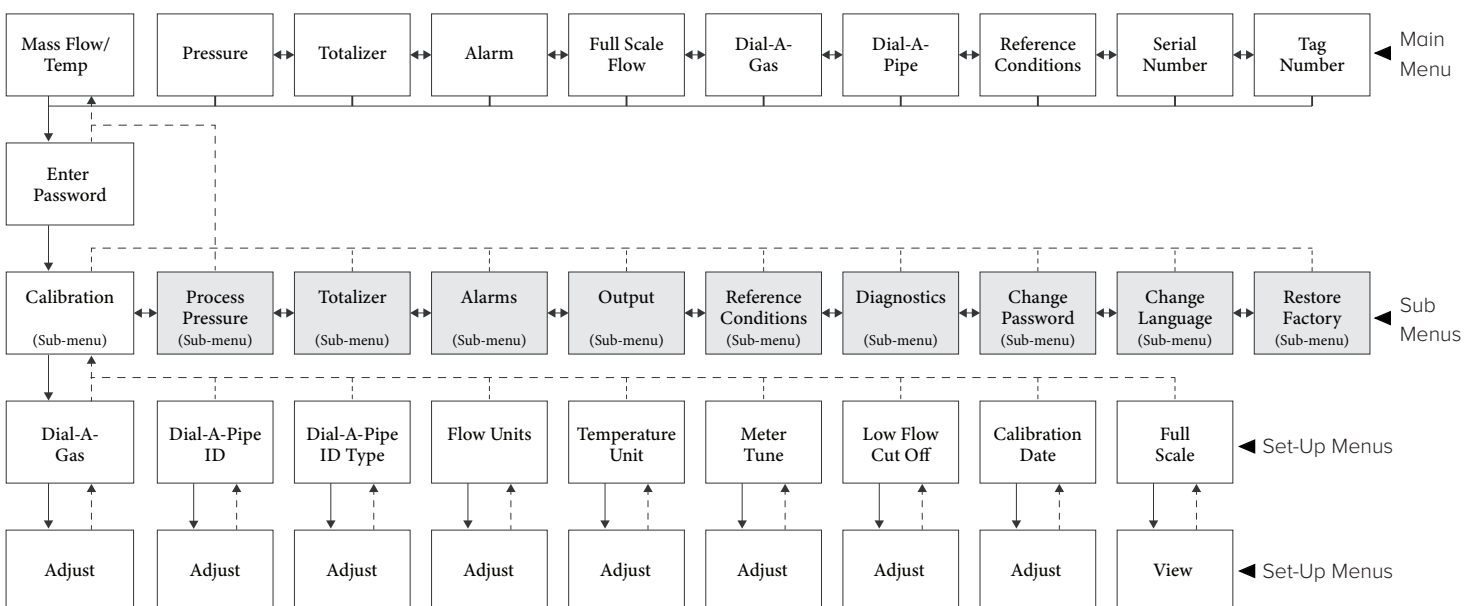 Mass Flow/
Temp
Pressure
Totalizer
Alarm
Full Scale
Flow
Dial-A-
Gas
Dial-A-
Pipe
Reference
Conditions
Serial
Number
Tag
Number
Main
Menu
Enter
Password
Calibration
(Sub-menu)
Process
Pressure
(Sub-menu)
Totalizer
(Sub-menu)
Alarms
(Sub-menu)
Output
(Sub-menu)
Reference
Conditions
(Sub-menu)
Diagnostics
(Sub-menu)
Change
Password
(Sub-menu)
Change
Language
(Sub-menu)
Restore
Factory
(Sub-menu)
Sub
Menus
Dial-A-
Gas
Dial-A-Pipe
ID
Dial-A-Pipe
ID Type
Flow Units
Temperature
Unit
Meter
Tune
Low Flow
Cut Off
Calibration
Date
Full
Scale
Set-Up Menus
Adjust
Adjust
Adjust
Adjust
Adjust
Adjust
Adjust
Adjust
View
Set-Up Menus